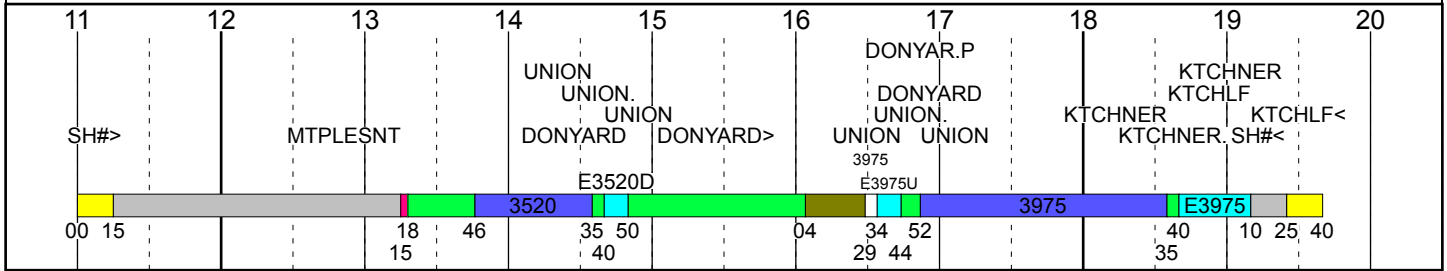 11 12 13 14 15 16 17 18 19 20
DONYAR.P
UNION KTCHNER
UNION. DONYARD KTCHLF
UNION UNION. KTCHNER KTCHLF<
SH#> MTPLESNT DONYARD DONYARD> UNION UNION KTCHNER. SH#<
3975
E3520D E3975U
3520 3975 E3975
00 15 18 46 35 50 04 34 52 40 10 25 40
15 40 29 44 35